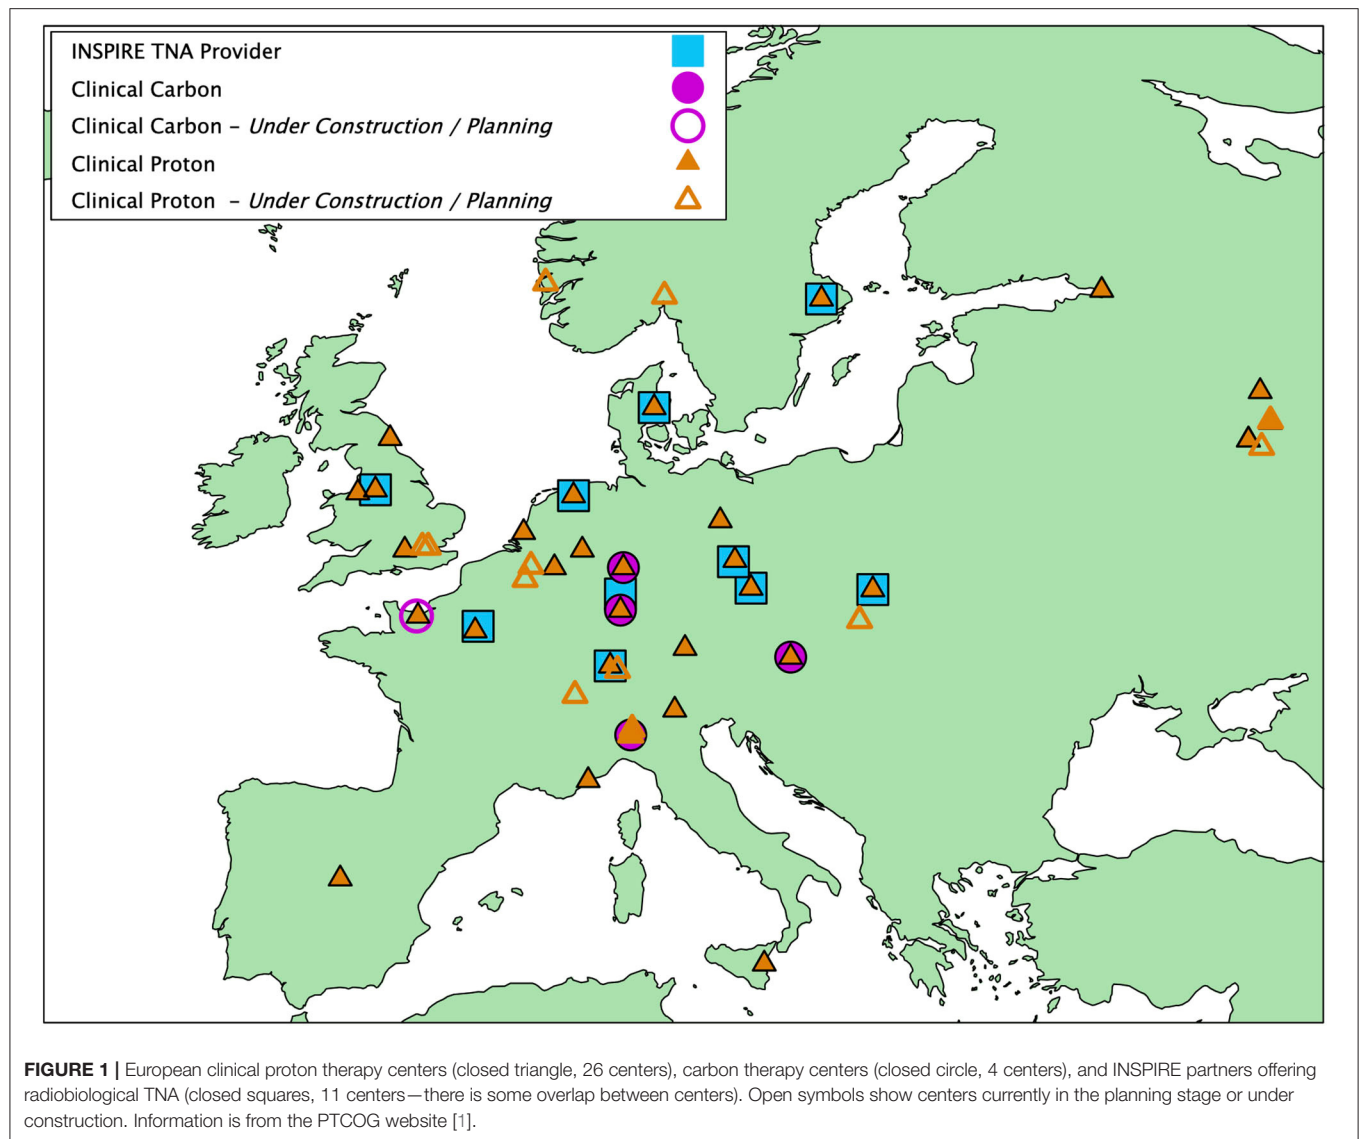 INSPIRE TNA Provider
Clinical Carbon
Clinical Carbon – Under Construction / Planning
Clinical Proton
Clinical Proton – Under Construction / Planning
FIGURE 1 | European clinical proton therapy centers (closed triangle, 26 centers), carbon therapy centers (closed circle, 4 centers), and INSPIRE partners offering
radiobiological TNA (closed squares, 11 centers—there is some overlap between centers). Open symbols show centers currently in the planning stage or under
construction. Information is from the PTCOG website [1].